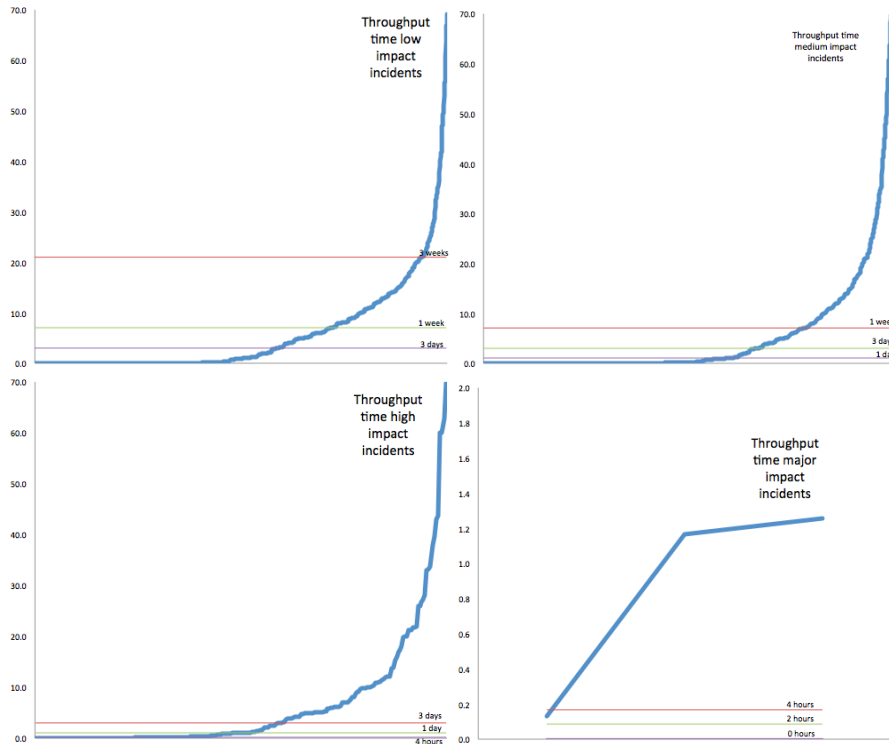 70.0
Throughput
time low
impact
incidents
60.0
50.0
40.0
30.0
20.0
10.0
0.0
3 weeks
1 week
3 days
70.0
Throughput time
medium impact
incidents
60.0
50.0
40.0
30.0
20.0
10.0
0.0
1 wee
3 day
1 da
70.0
Throughput
time high
impact
incidents
60.0
50.0
40.0
30.0
20.0
10.0
0.0
3 days
1 day
4 hours
2.0
1.8
1.6
1.4
1.2
1.0
0.8
0.6
0.4
0.2
0.0
Throughput
time major
impact
incidents
4 hours
2 hours
0 hours